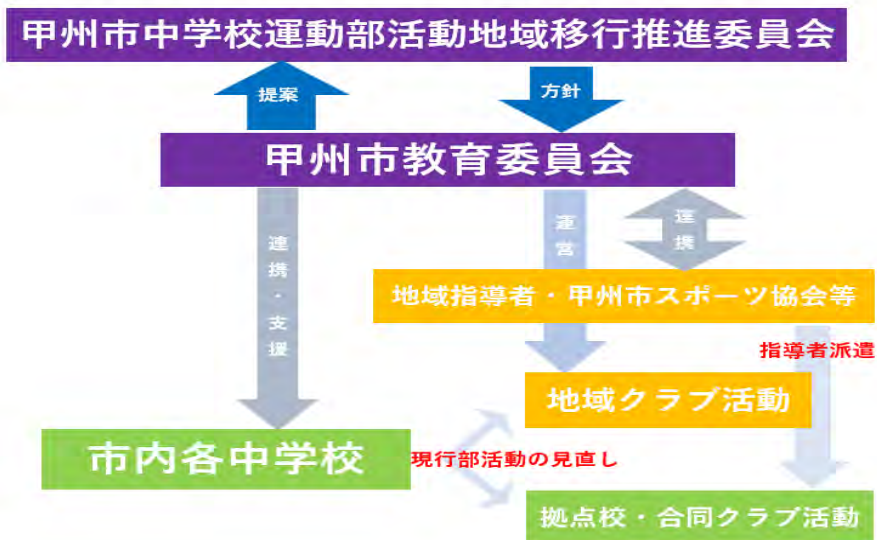 甲州市中学校運動部活動地域移行推進委員会
提案
方針
甲州市教育委員会
連携・支援
運営
連携
地域指導者・甲州市スポーツ協会等
指導者派遣
地域クラブ活動
市内各中学校
現行部活動の見直し
拠点校・合同クラブ活動